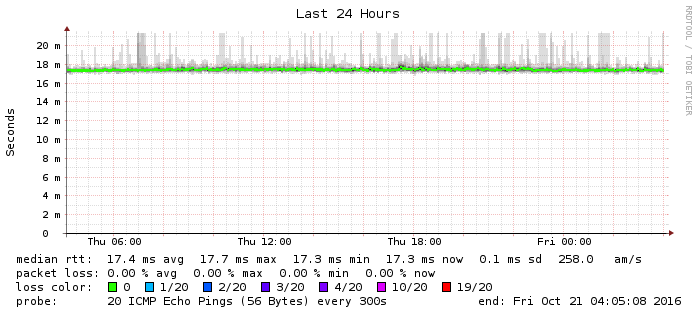 Last 24 Hours
RRDTOOL / TOBI OETIKER
Seconds
20 m
18 m
16 m
14 m
12 m
10 m
8 m
6 m
4 m
2 m
0
Thu 06:00 Thu 12:00 Thu 18:00 Fri 00:00
median rtt: 17.4 ms avg 17.7 ms max 17.3 ms min 17.3 ms now 0.1 ms sd 258.0 am/s
packet loss: 0.00 % avg 0.00 % max 0.00 % min 0.00 % now
loss color: 0 1/20 2/20 3/20 4/20 10/20 19/20
probe: 20 ICMP Echo Pings (56 Bytes) every 300s end: Fri Oct 21 04:05:08 2016